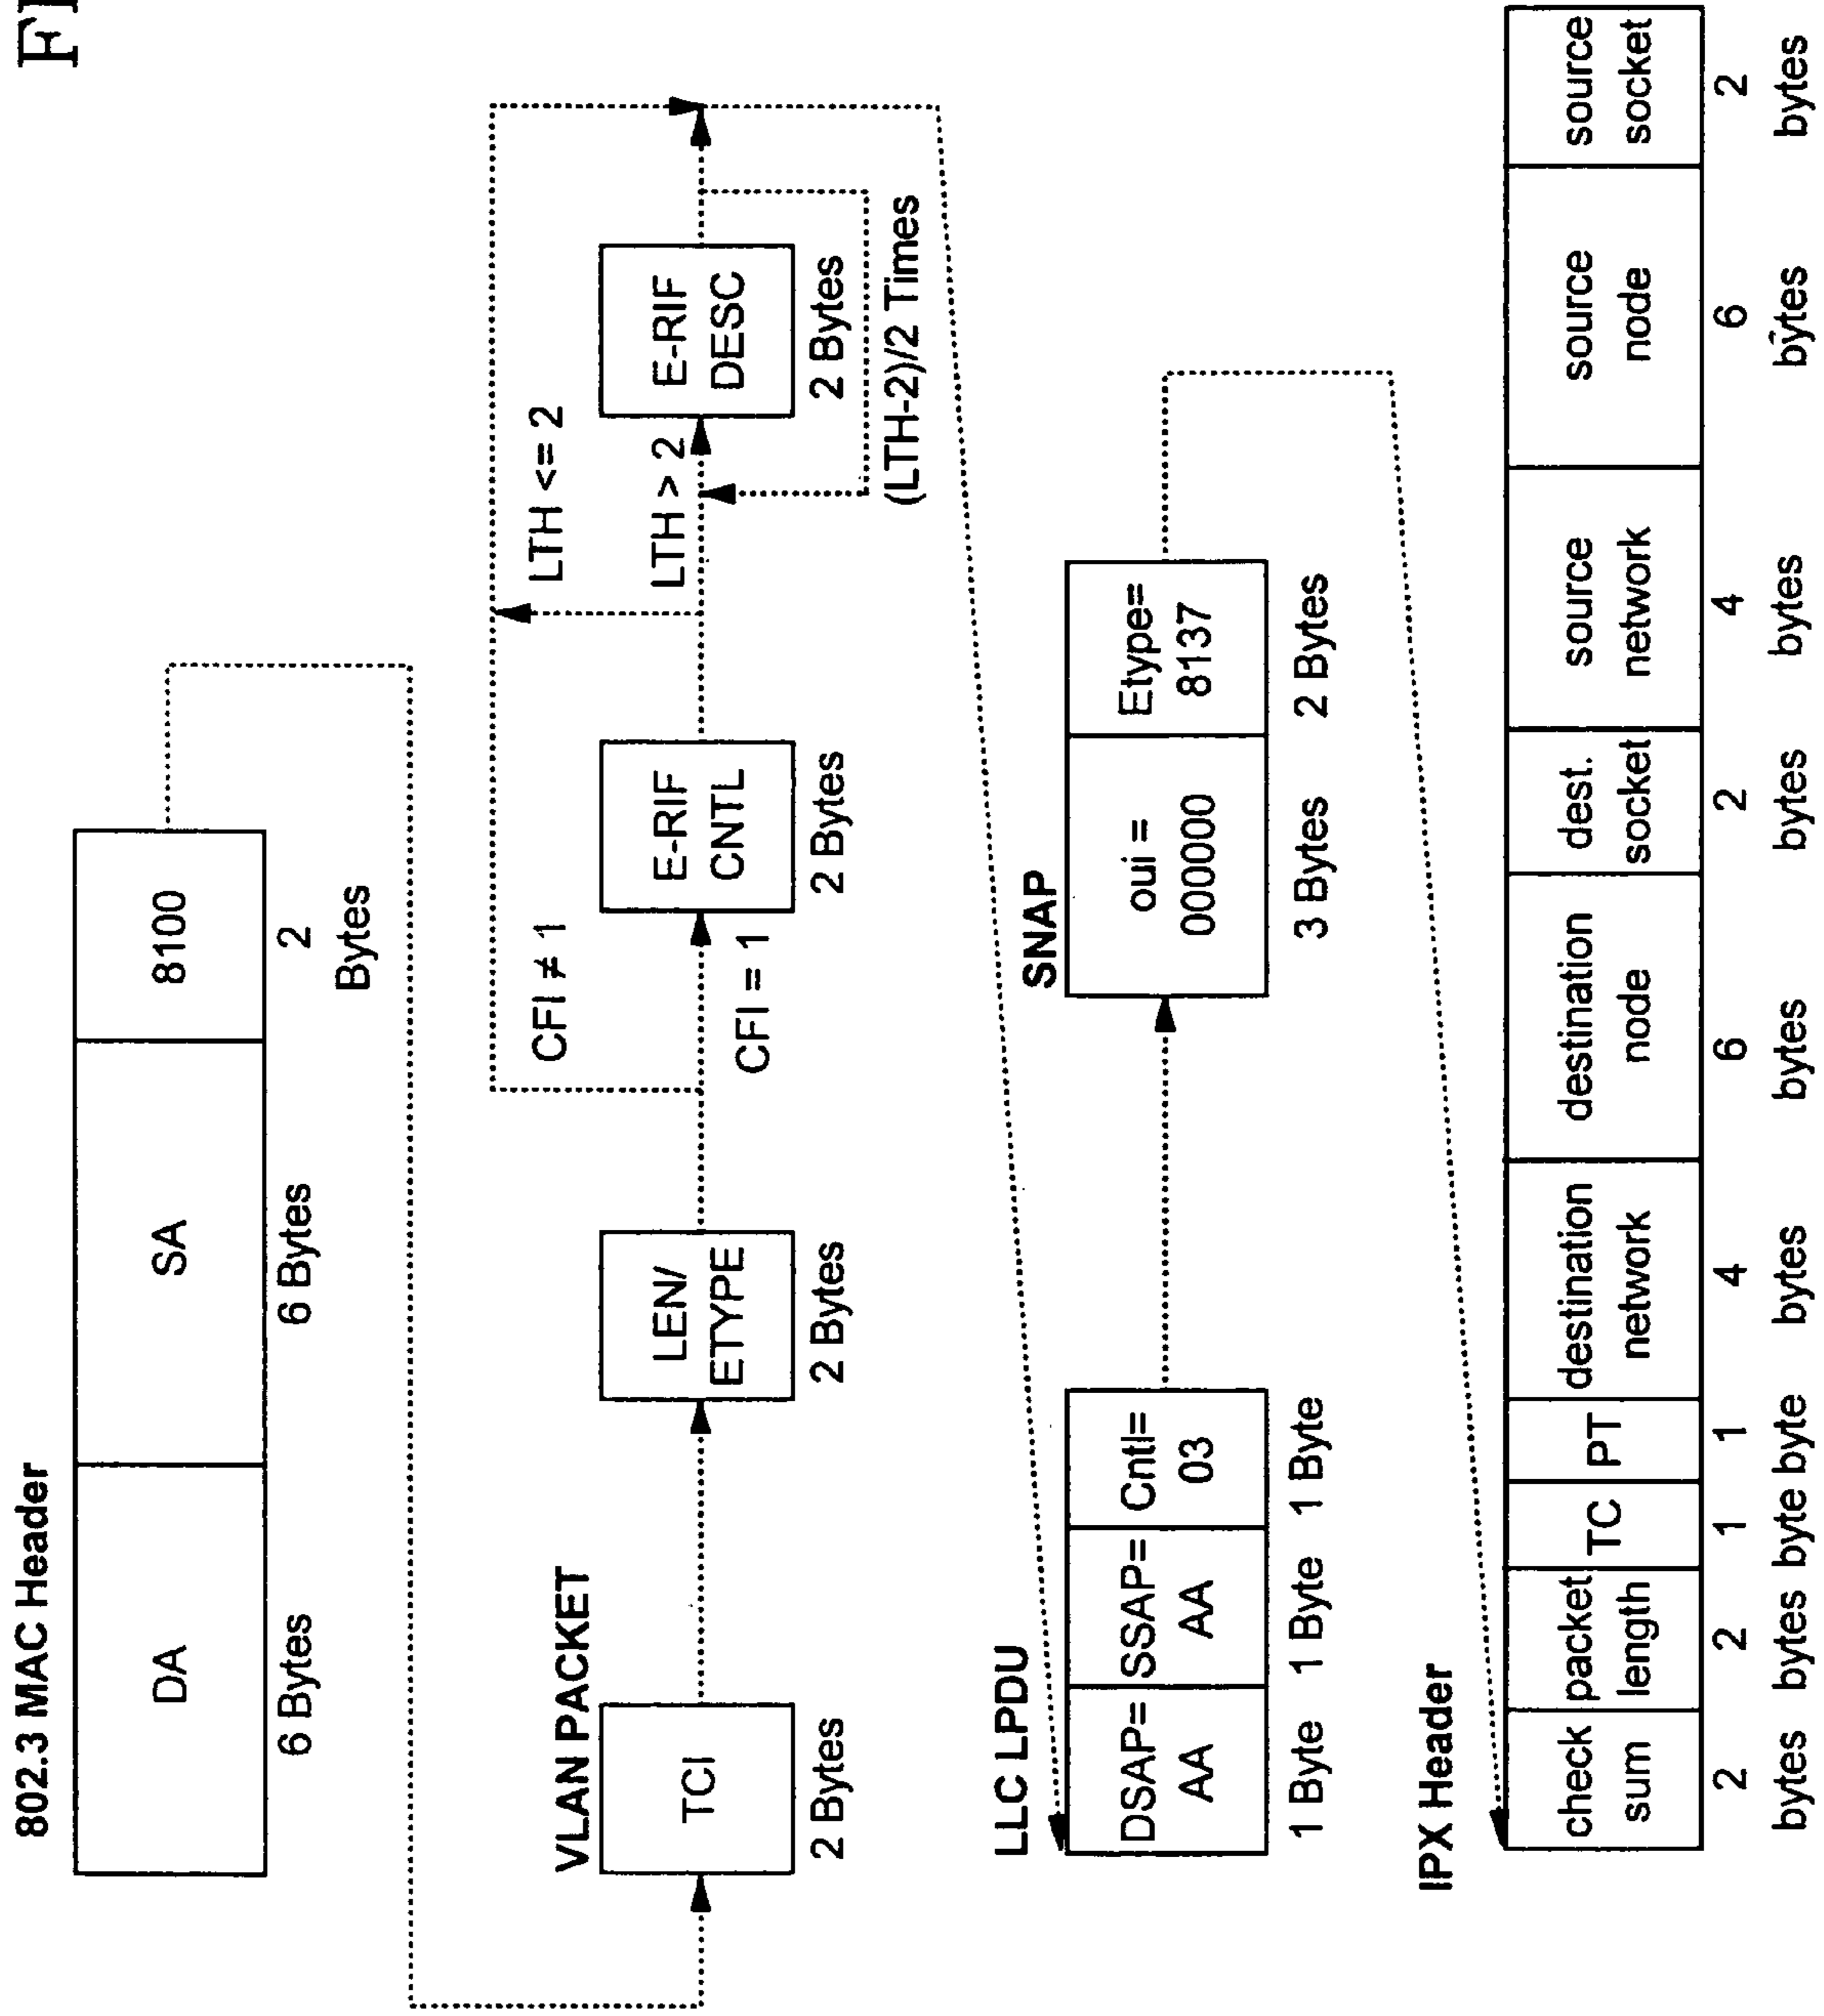 FI
802.3 MAC Header
DA
SA
8100
6 Bytes
6 Bytes
2
Bytes
VLAN PACKET
TCI
2 Bytes
LEN/
ETYPE
2 Bytes
CFI ≠ 1
CFI = 1
E-RIF
CNTL
2 Bytes
LTH <= 2
LTH > 2
E-RIF
DESC
2 Bytes
(LTH-2)/2 Times
LLC LPDU
DSAP=
AA
SSAP=
AA
Cntl=
03
1 Byte
1 Byte
1 Byte
SNAP
oui =
000000
Etype=
8137
3 Bytes
2 Bytes
IPX Header
check
sum
packet
length
TC
PT
destination
network
destination
node
dest.
socket
source
network
source
node
source
socket
2
bytes
2
bytes
1
byte
1
byte
4
bytes
6
bytes
2
bytes
4
bytes
6
bytes
2
bytes